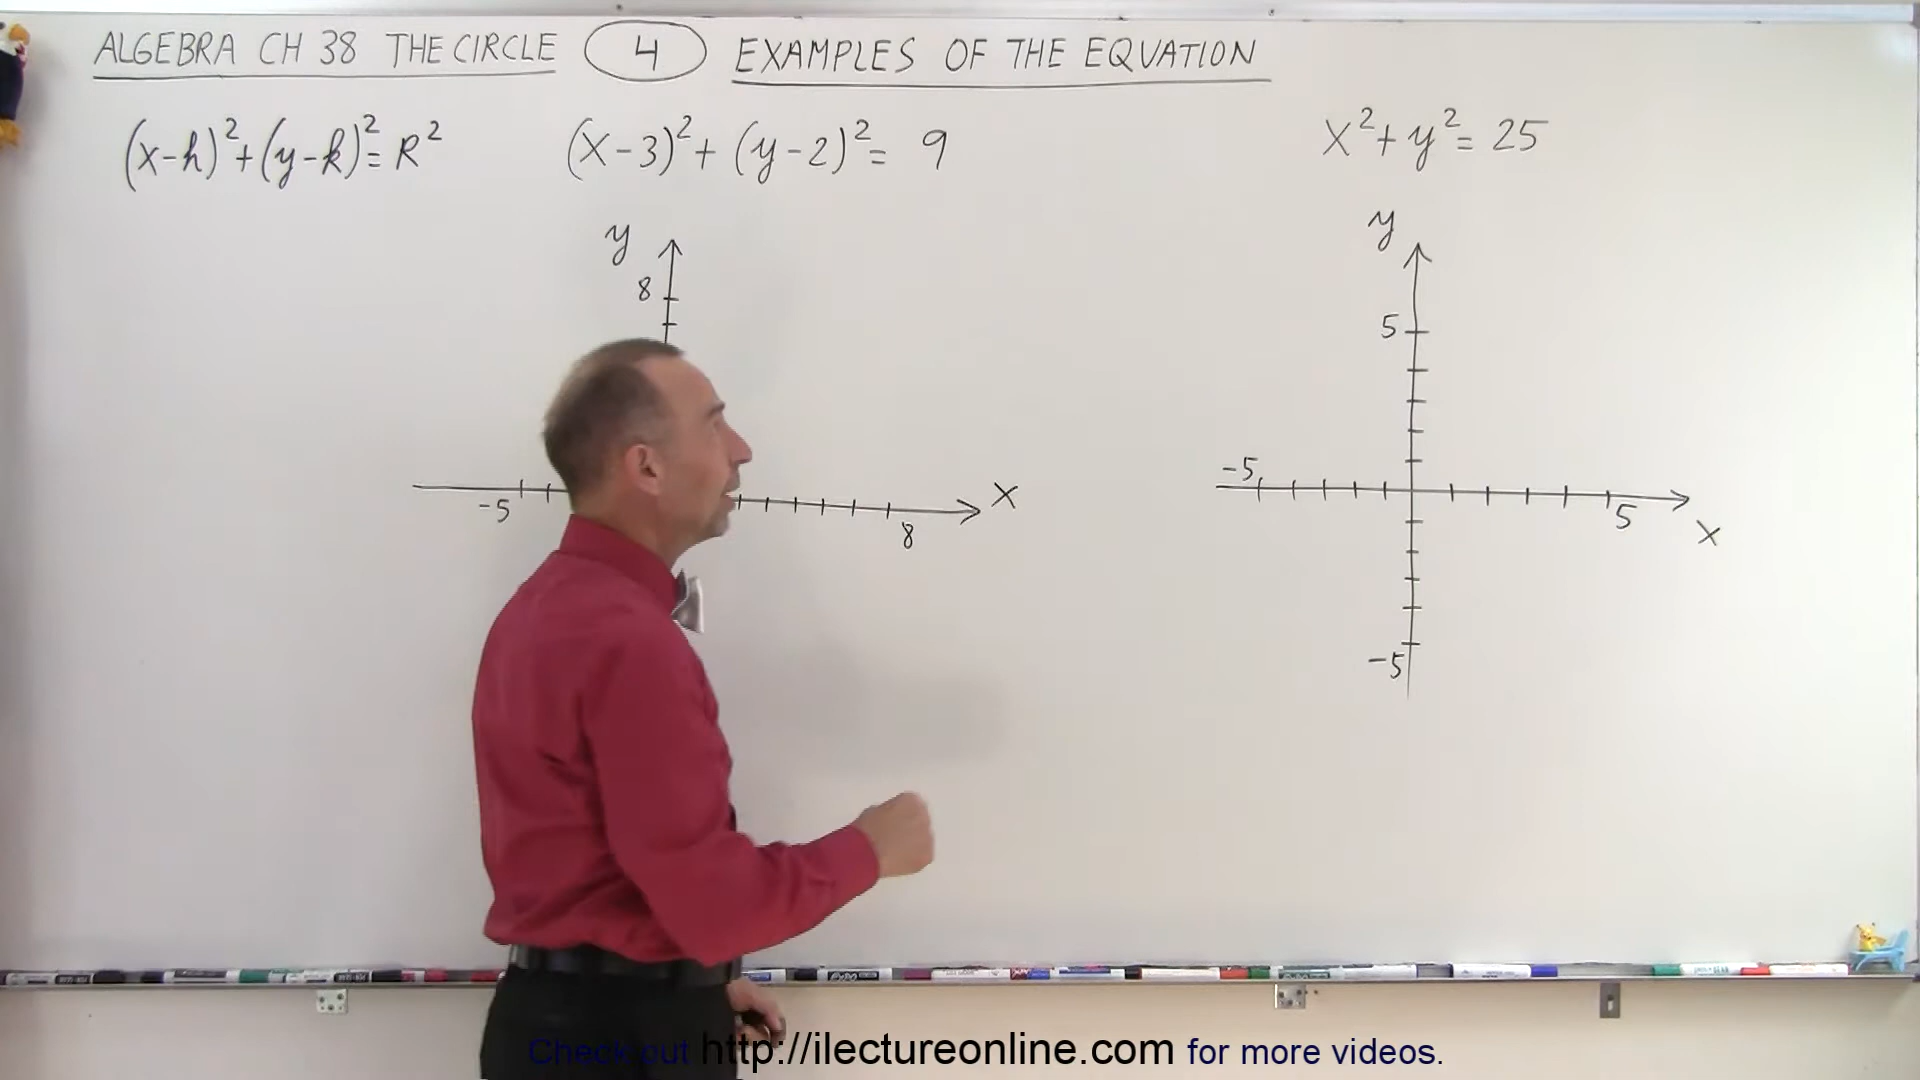 ALGEBRA CH 38 THE CIRCLE 4 EXAMPLES OF THE EQUATION
(x-h)²+(y-k)²=R² (x-3)²+(y-2)²= 9 x²+y²=25
y
y
8
5
-5
-5 8 x
5 x
-5
Check out http://ilectureonline.com for more videos.